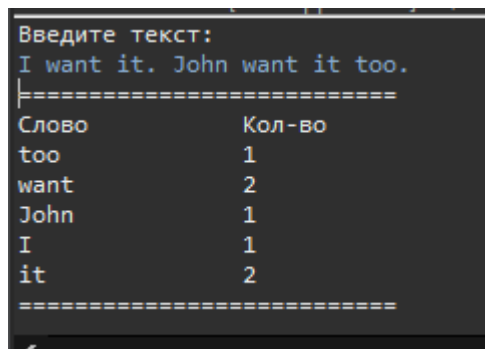 Введите текст:
I want it. John want it too.
===========================
Слово Кол-во
too 1
want 2
John 1
I 1
it 2
===========================